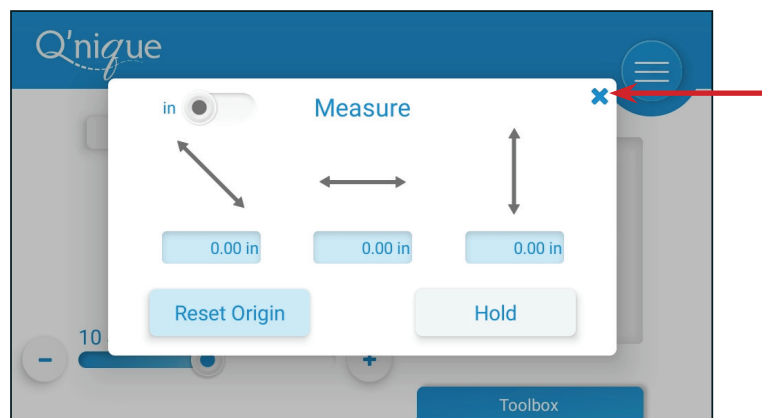 Q'nique
in Measure
0.00 in 0.00 in 0.00 in
Reset Origin Hold
10
Toolbox